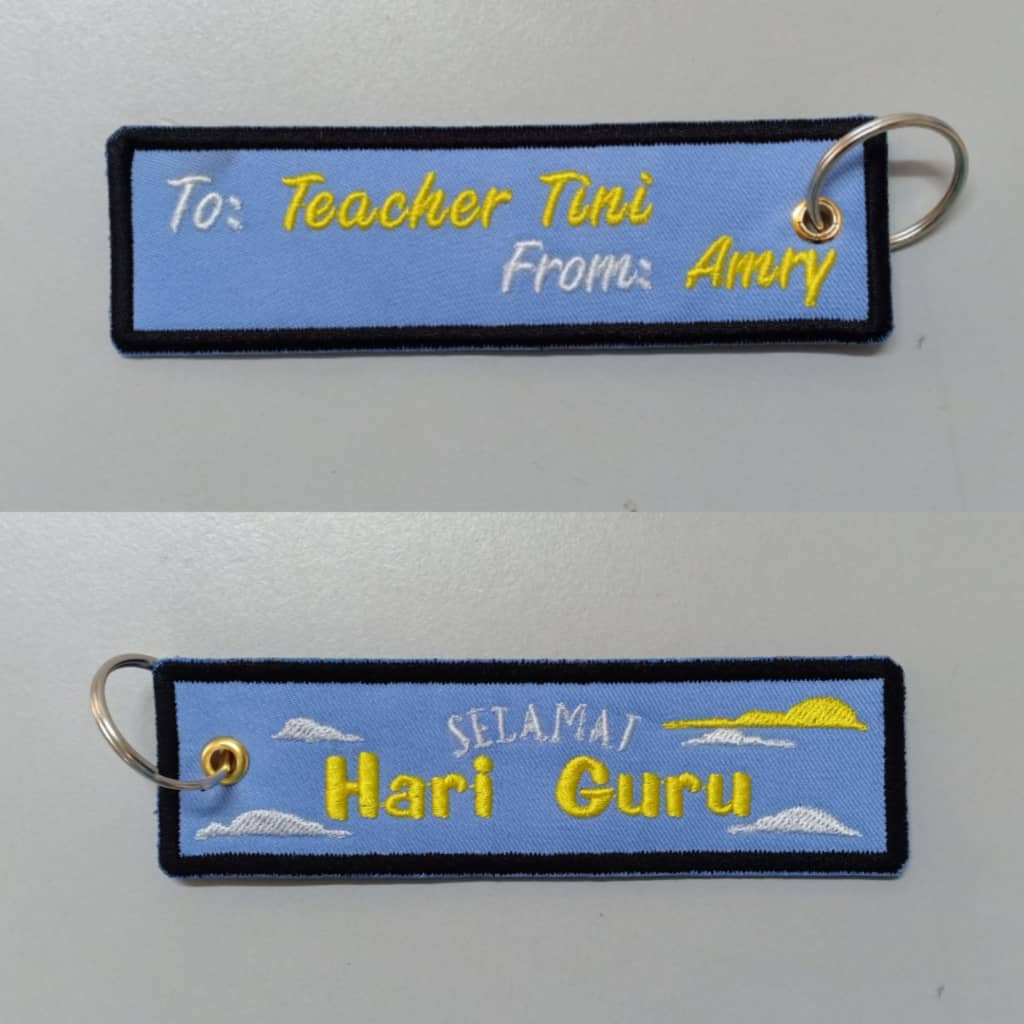 To: Teacher Tini
From: Amry
SELAMAT
Hari Guru